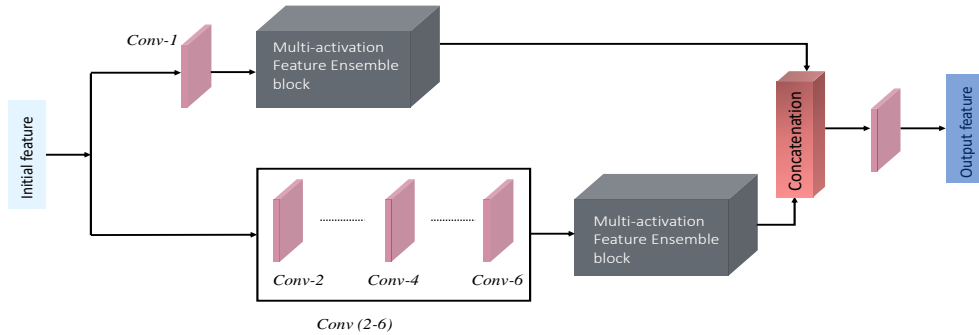 Conv-1
Multi-activation
Feature Ensemble
block
Initial feature
Concatenation
Output feature
Conv-2
Conv-4
Conv-6
Multi-activation
Feature Ensemble
block
Conv (2-6)